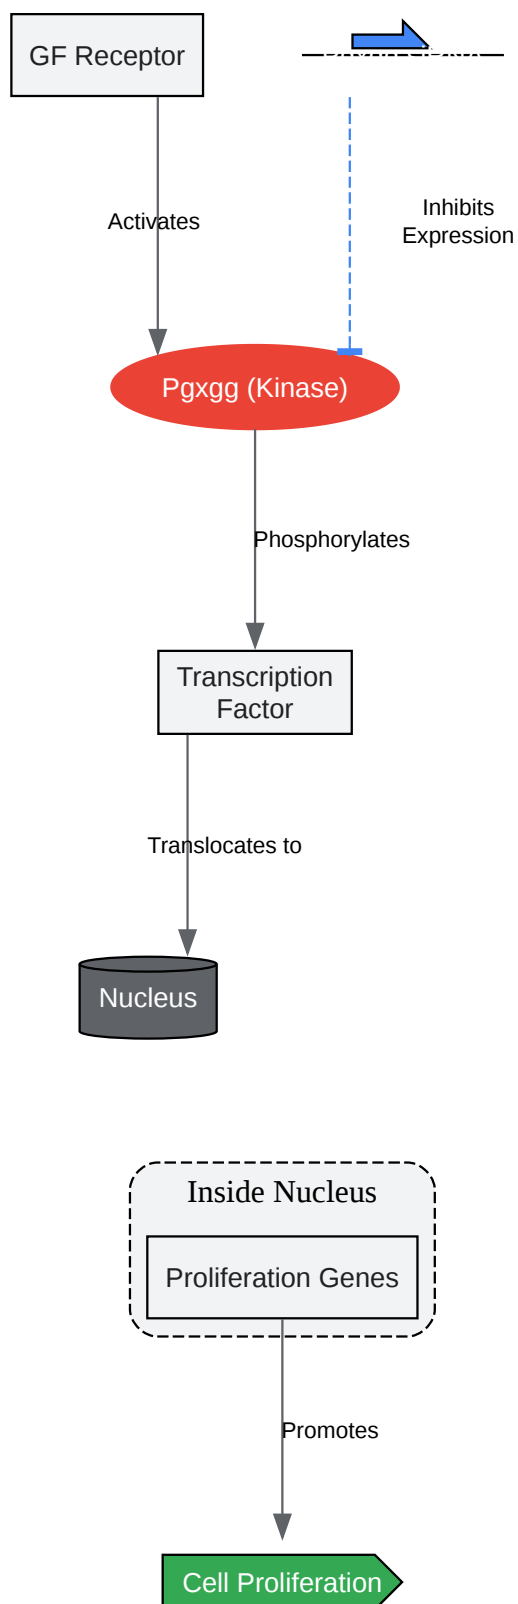 GF Receptor
Activates
Inhibits
Expression
Pgxgg (Kinase)
Phosphorylates
Transcription
Factor
Translocates to
Nucleus
Inside Nucleus
Proliferation Genes
Promotes
Cell Proliferation